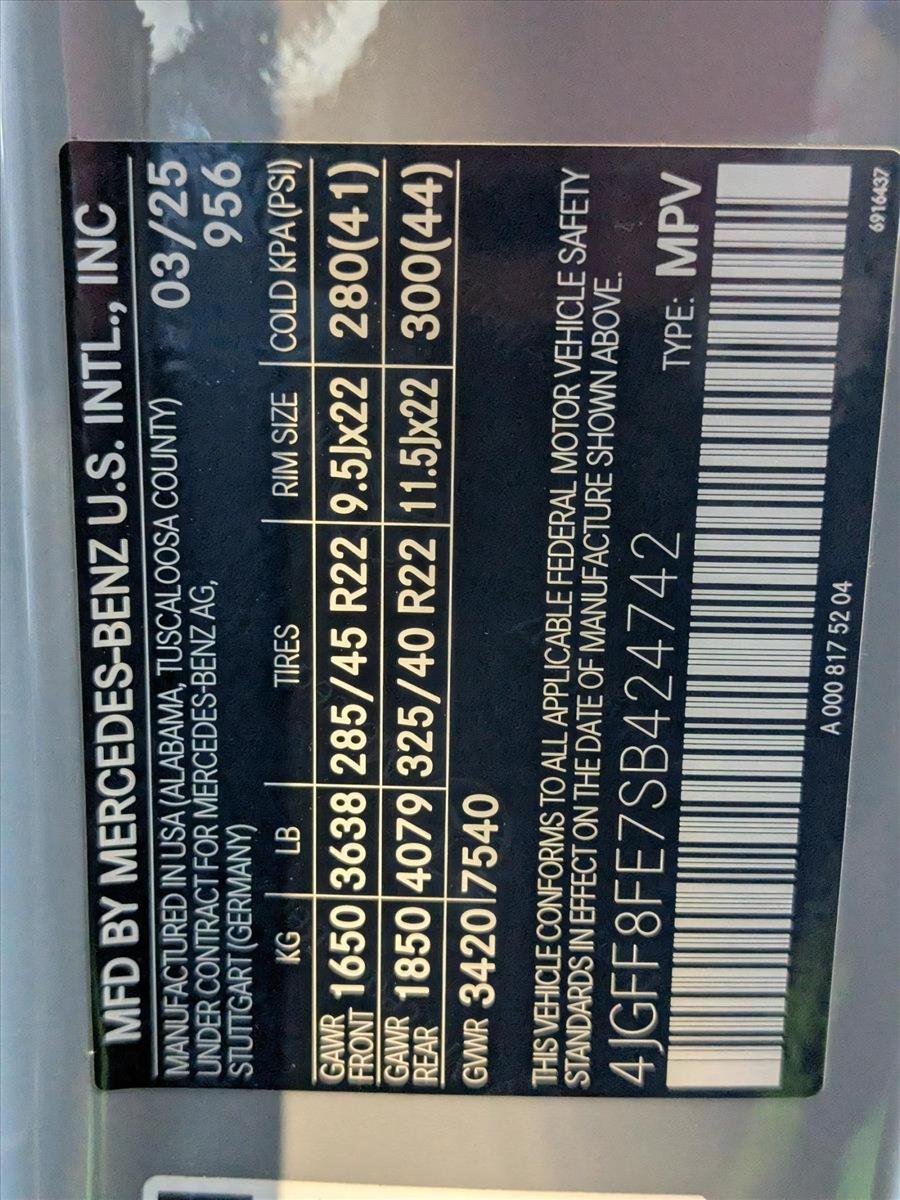 MFD BY MERCEDES-BENZ U.S. INTL., INC
MANUFACTURED IN USA (ALABAMA, TUSCALOOSA COUNTY) 03/25
UNDER CONTRACT FOR MERCEDES-BENZ AG, 956
STUTTGART (GERMANY)
KG LB TIRES RIM SIZE COLD KPA (PSI)
GAWR FRONT 1650 3638 285/45 R22 9.5Jx22 280(41)
GAWR REAR 1850 4079 325/40 R22 11.5Jx22 300(44)
GVWR 3420 7540
THIS VEHICLE CONFORMS TO ALL APPLICABLE FEDERAL MOTOR VEHICLE SAFETY
STANDARDS IN EFFECT ON THE DATE OF MANUFACTURE SHOWN ABOVE.
4JGFF8FE7SB424742 TYPE: MPV
A 000 817 52 04 6916437